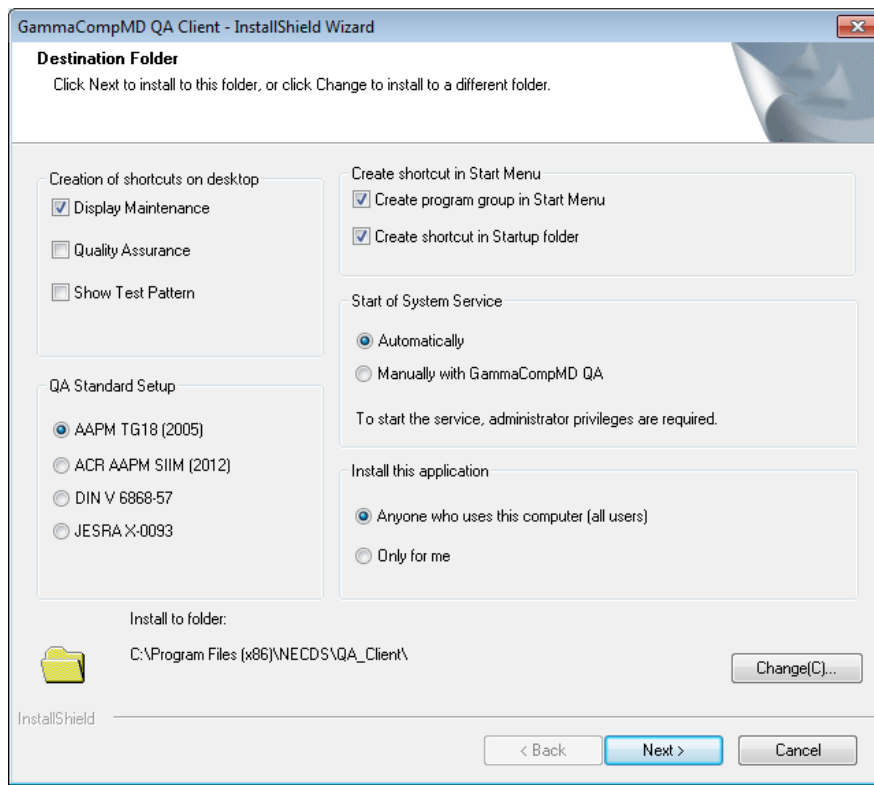 GammaCompMD QA Client - InstallShield Wizard
Destination Folder
Click Next to install to this folder, or click Change to install to a different folder.
Creation of shortcuts on desktop
Display Maintenance
Quality Assurance
Show Test Pattern
QA Standard Setup
AAPM TG18 (2005)
ACR AAPM SIIM (2012)
DIN V 6868-57
JESRA X-0093
Create shortcut in Start Menu
Create program group in Start Menu
Create shortcut in Startup folder
Start of System Service
Automatically
Manually with GammaCompMD QA
To start the service, administrator privileges are required.
Install this application
Anyone who uses this computer (all users)
Only for me
Install to folder:
C:\Program Files (x86)\NECDS\QA_Client\
Change(C)...
InstallShield
< Back
Next >
Cancel